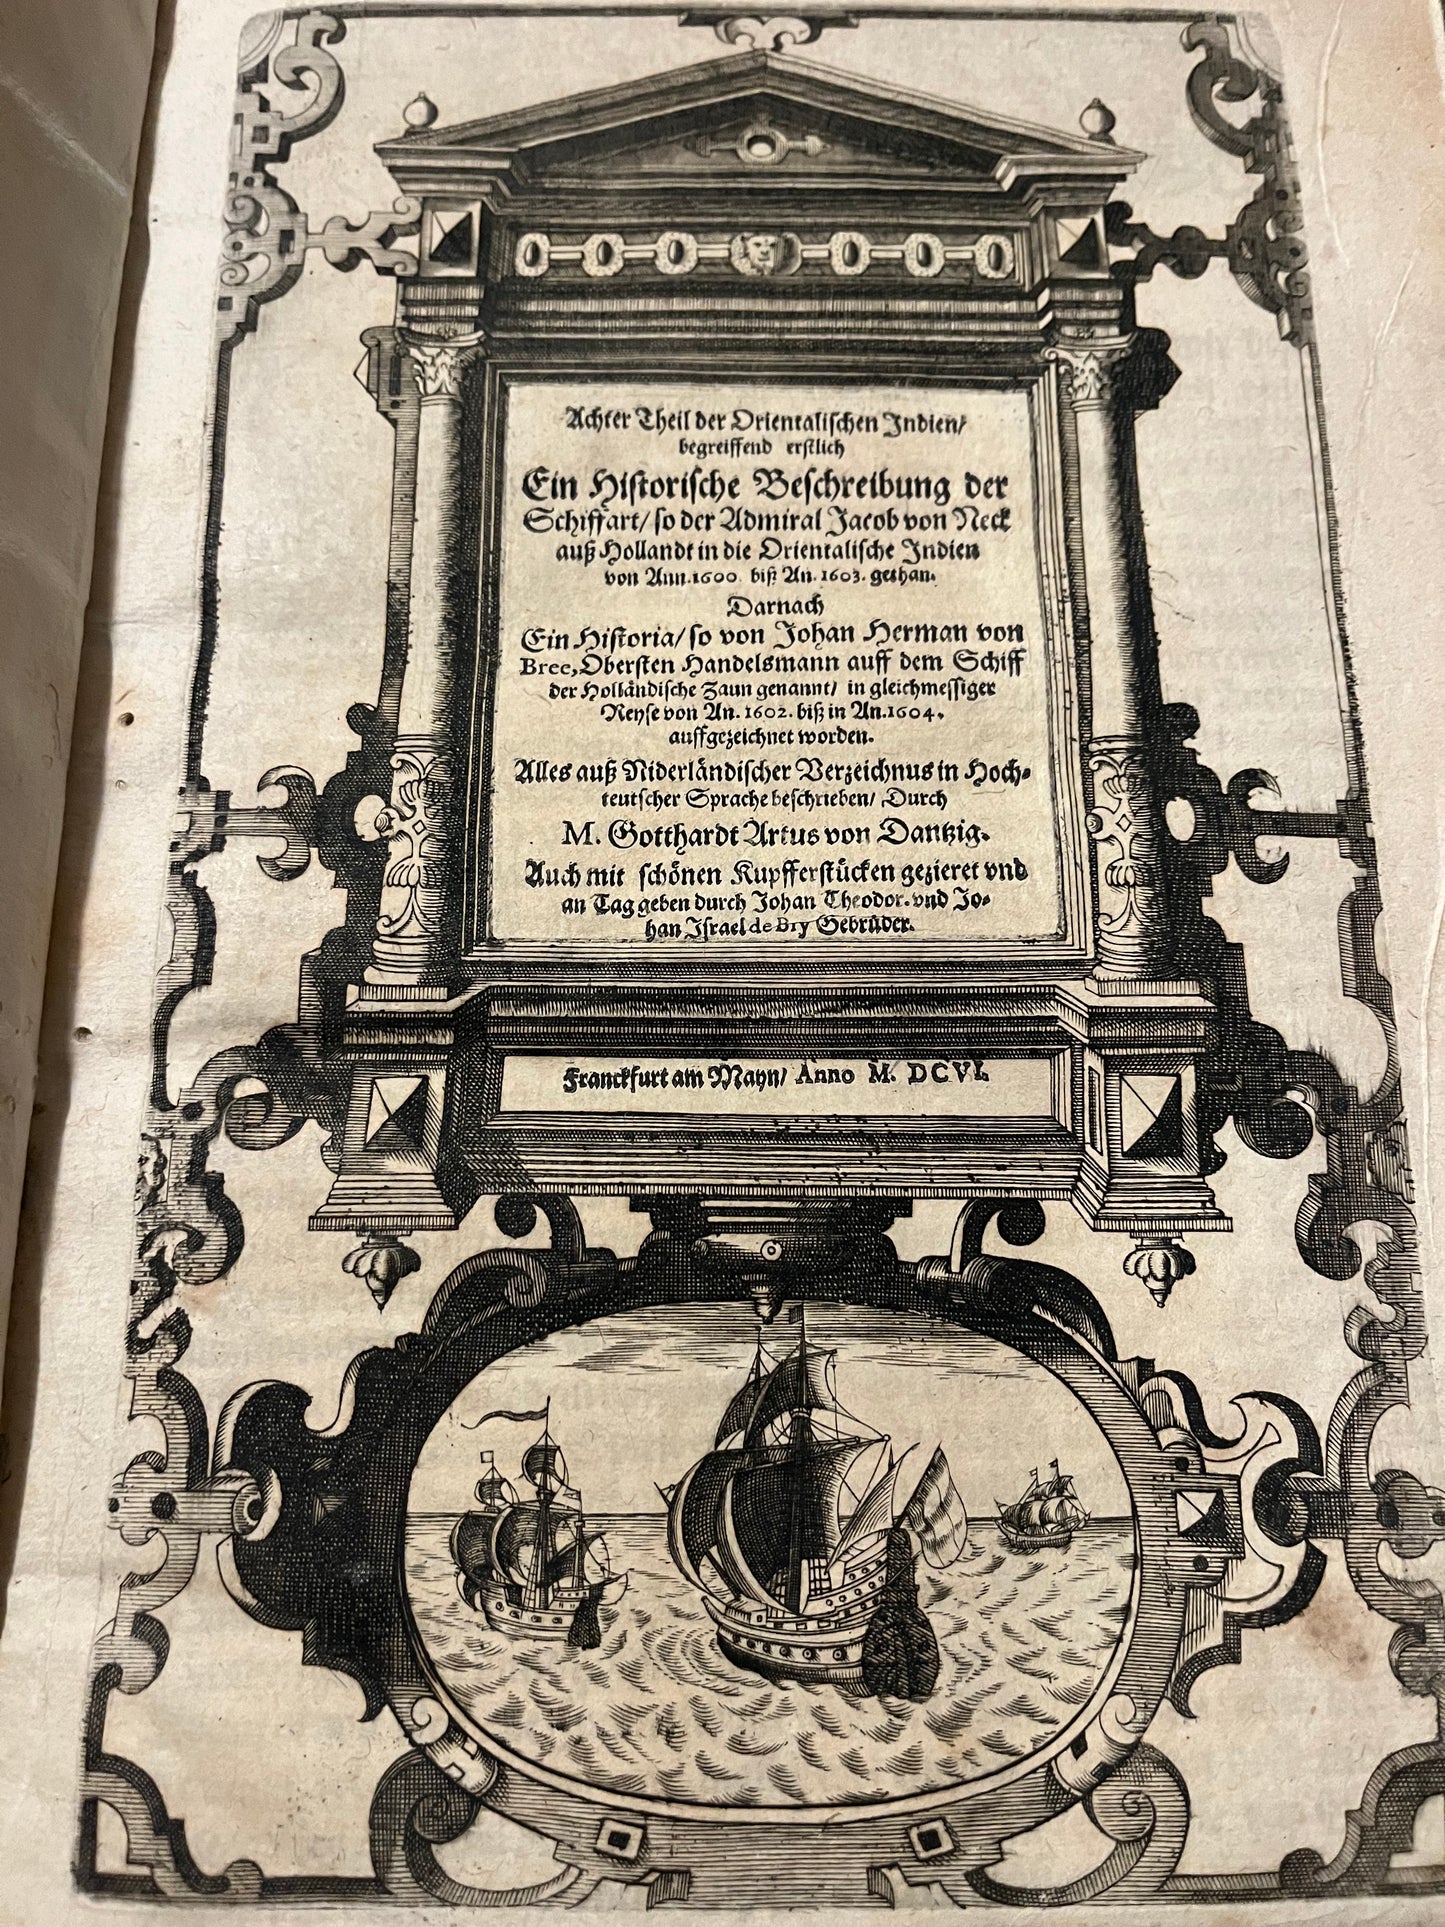 Achter Theil der Orientalischen Indien/
begreiffend erstlich
Ein Historische Beschreibung der
Schiffart/ so der Admiral Jacob von Neck
auß Hollandt in die Orientalische Indien
von Ann. 1600 biß An. 1603. gethan.
Darnach
Ein Historia/ so von Johan Herman von
Bree, Obersten Handelsmann auff dem Schiff
der Holländische Zaun genannt/ in gleichmessiger
Reyse von An. 1602. biß in An. 1604.
auffgezeichnet worden.
Alles auß Niderländischer Verzeichnus in Hoch-
teutscher Sprache beschrieben/ Durch
M. Gotthardt Artus von Dantzig.
Auch mit schönen Kupfferstücken gezieret vnd
an Tag geben durch Johan Theodor. vnd Jo-
han Israel de Bry Gebrüder.
Franckfurt am Mayn/ Anno M. DCVI.